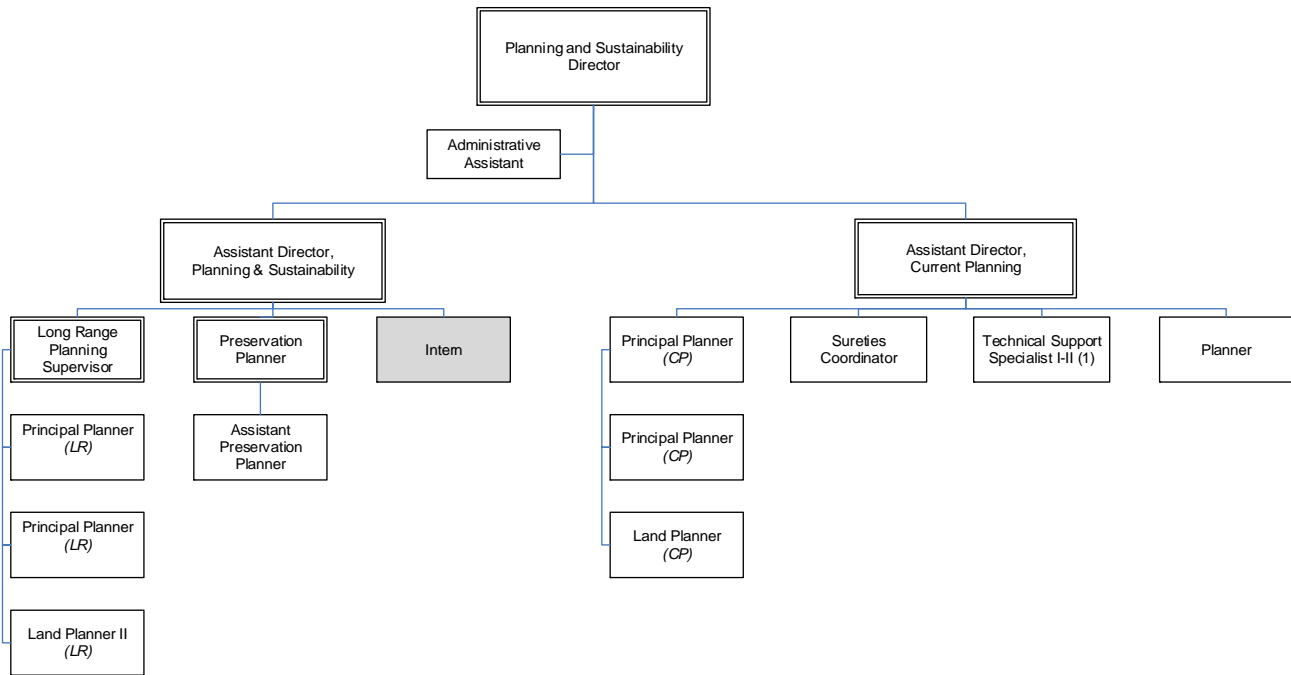 Planning and Sustainability
Director
Administrative
Assistant
Assistant Director,
Planning & Sustainability
Assistant Director,
Current Planning
Long Range
Planning
Supervisor
Preservation
Planner
Intern
Principal Planner
(CP)
Sureties
Coordinator
Technical Support
Specialist I-II (1)
Planner
Principal Planner
(LR)
Assistant
Preservation
Planner
Principal Planner
(CP)
Principal Planner
(LR)
Land Planner
(CP)
Land Planner II
(LR)